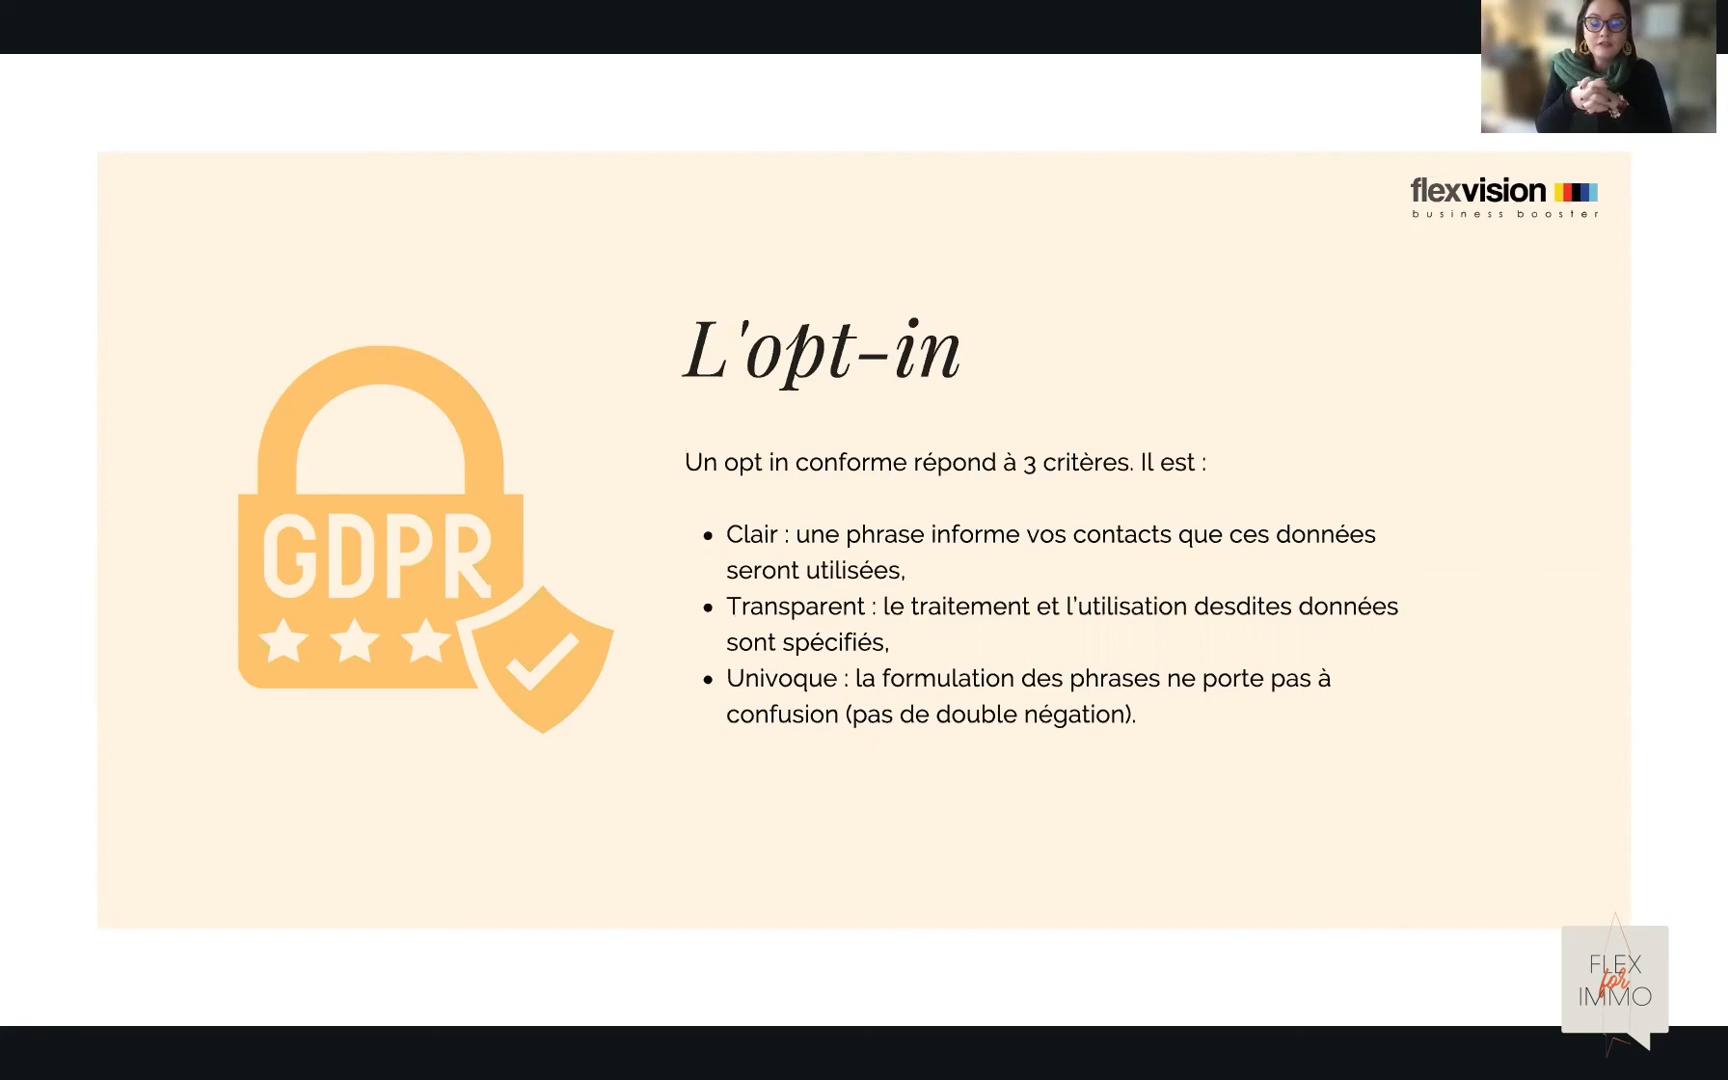 flexvision
business booster
L'opt-in
GDPR
Un opt in conforme répond à 3 critères. Il est :
• Clair : une phrase informe vos contacts que ces données
seront utilisées,
• Transparent : le traitement et l’utilisation desdites données
sont spécifiés,
• Univoque : la formulation des phrases ne porte pas à
confusion (pas de double négation).
FLEX
for
IMMO